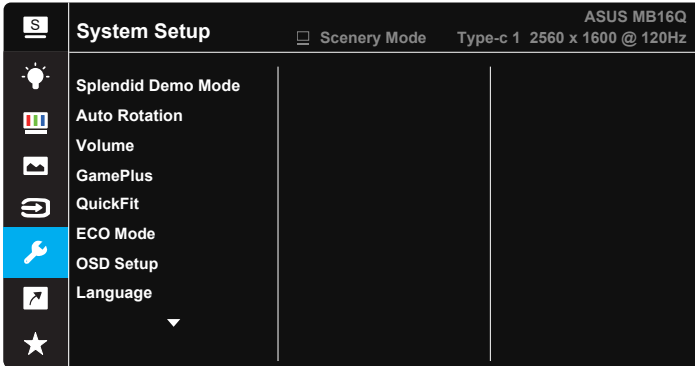 S
System Setup
ASUS MB16Q
Scenery Mode
Type-c 1 2560 x 1600 @ 120Hz
Splendid Demo Mode
Auto Rotation
Volume
GamePlus
QuickFit
ECO Mode
OSD Setup
Language